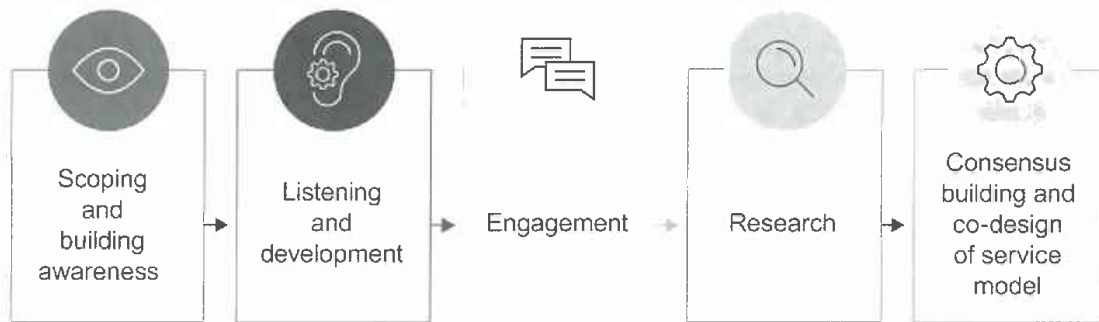 Scoping
and
building
awareness
Listening
and
development
Engagement
Research
Consensus
building and
co-design
of service
model